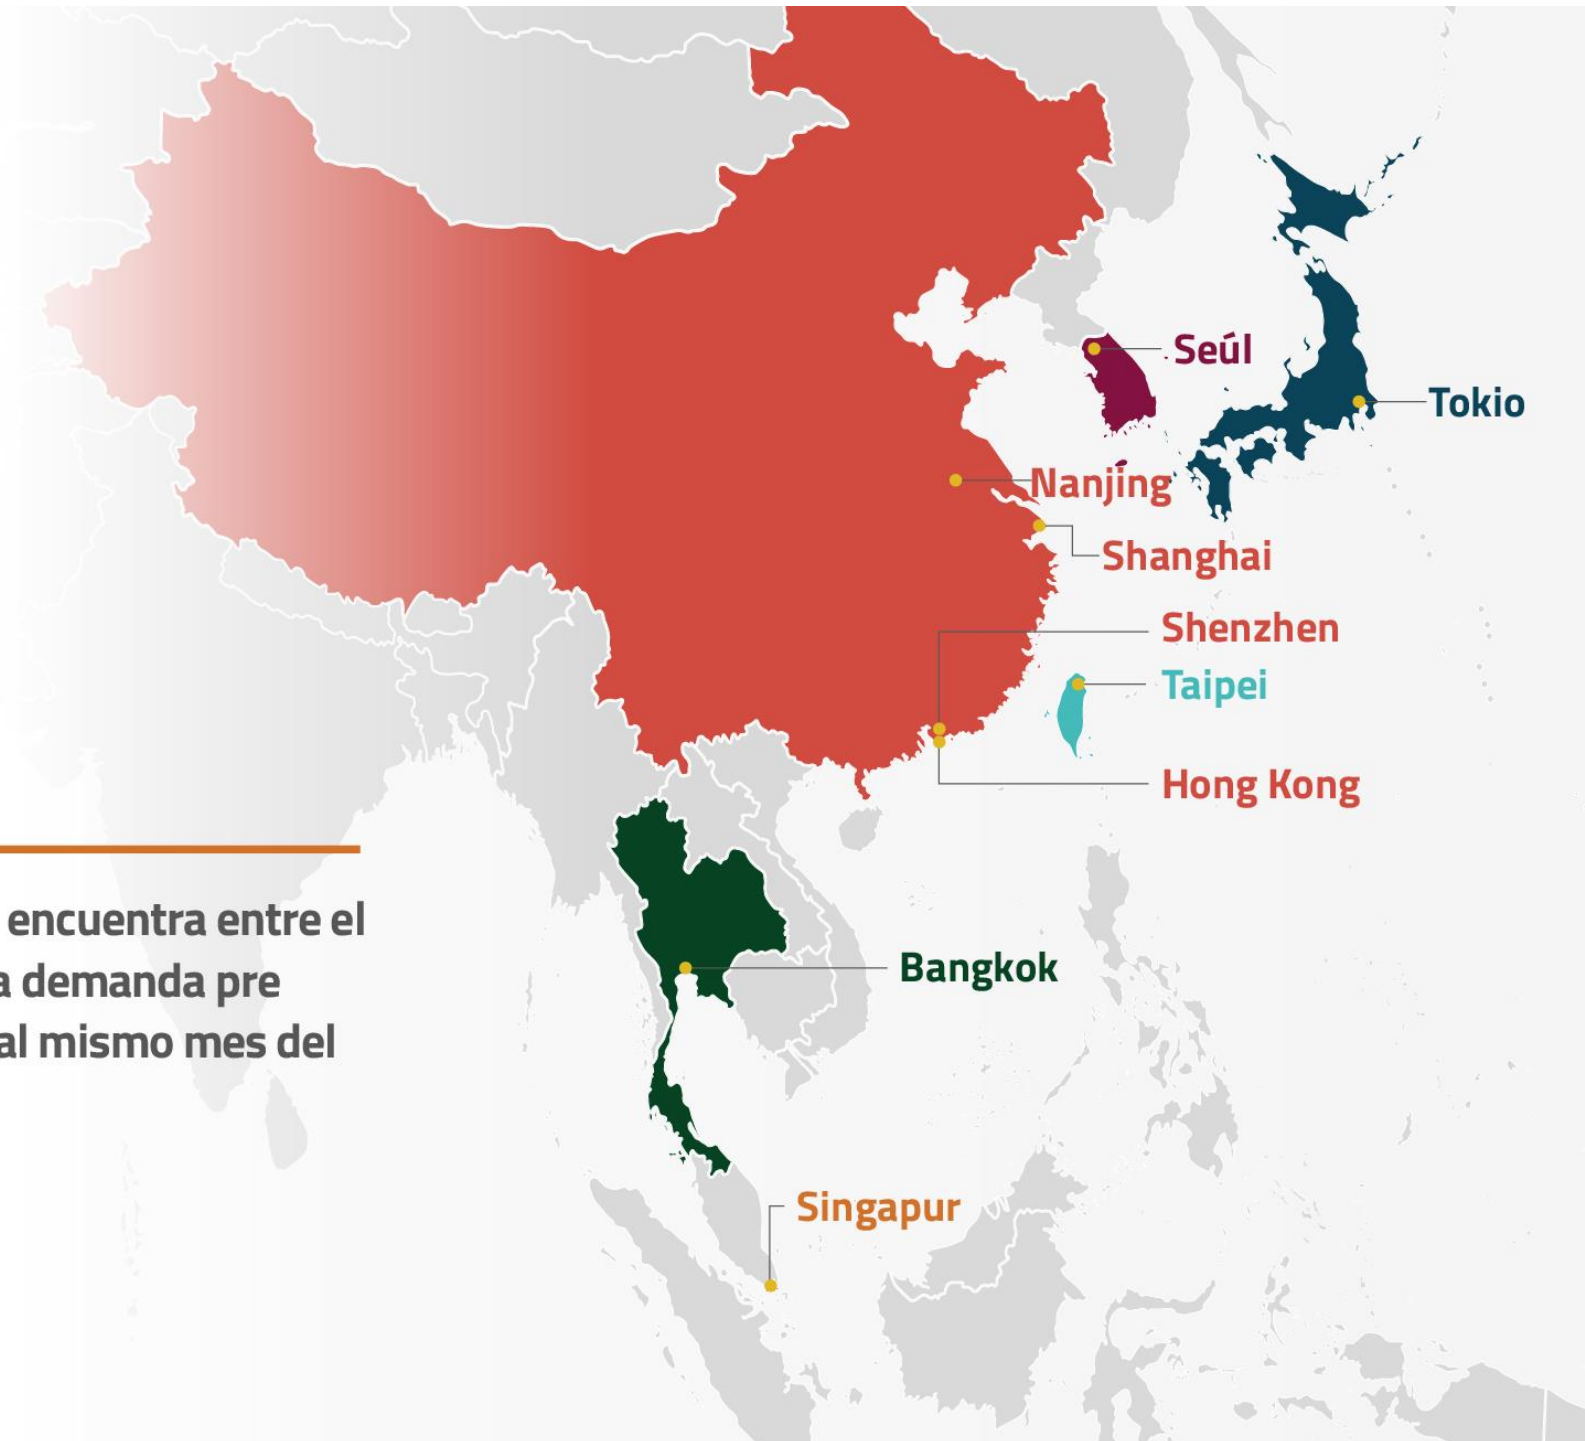 Seúl
Tokio
Nanjing
Shanghai
Shenzhen
Taipei
Hong Kong
encuentra entre el
a demanda pre
al mismo mes del
Bangkok
Singapur